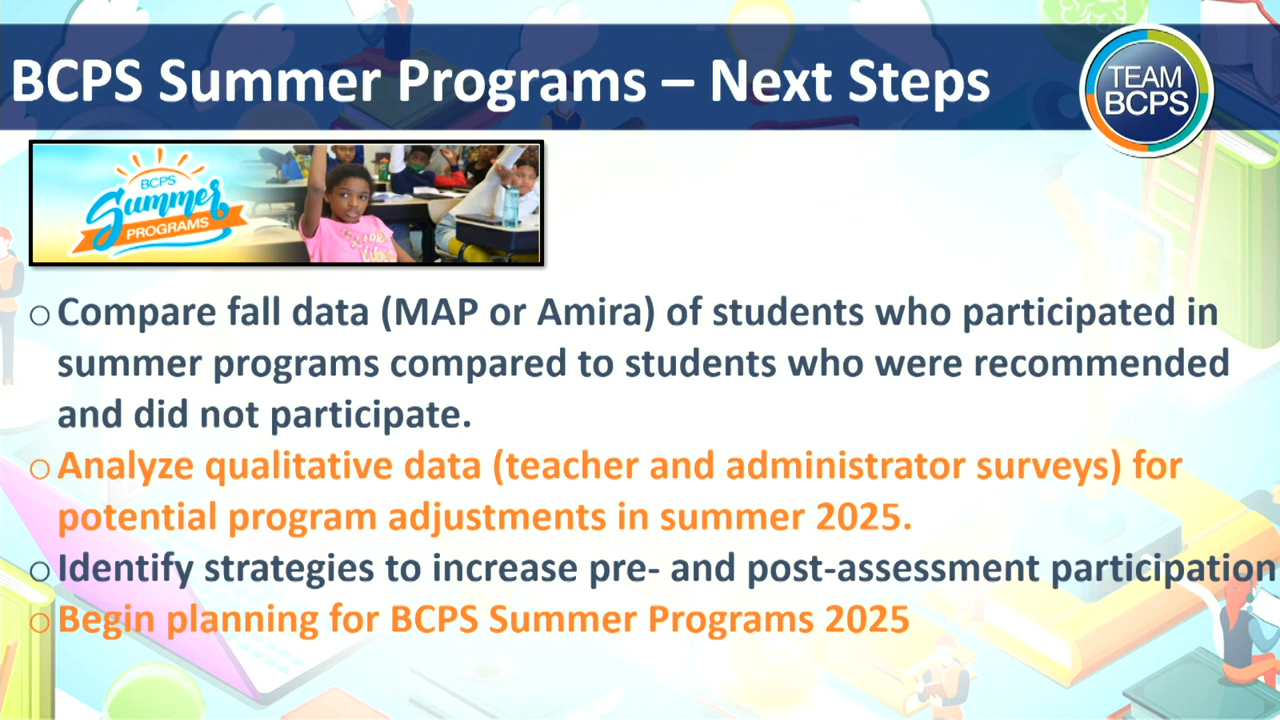 BCPS Summer Programs – Next Steps
TEAM
BCPS
BCPS
Summer
PROGRAMS
○ Compare fall data (MAP or Amira) of students who participated in
summer programs compared to students who were recommended
and did not participate.
○ Analyze qualitative data (teacher and administrator surveys) for
potential program adjustments in summer 2025.
○ Identify strategies to increase pre- and post-assessment participation
○ Begin planning for BCPS Summer Programs 2025